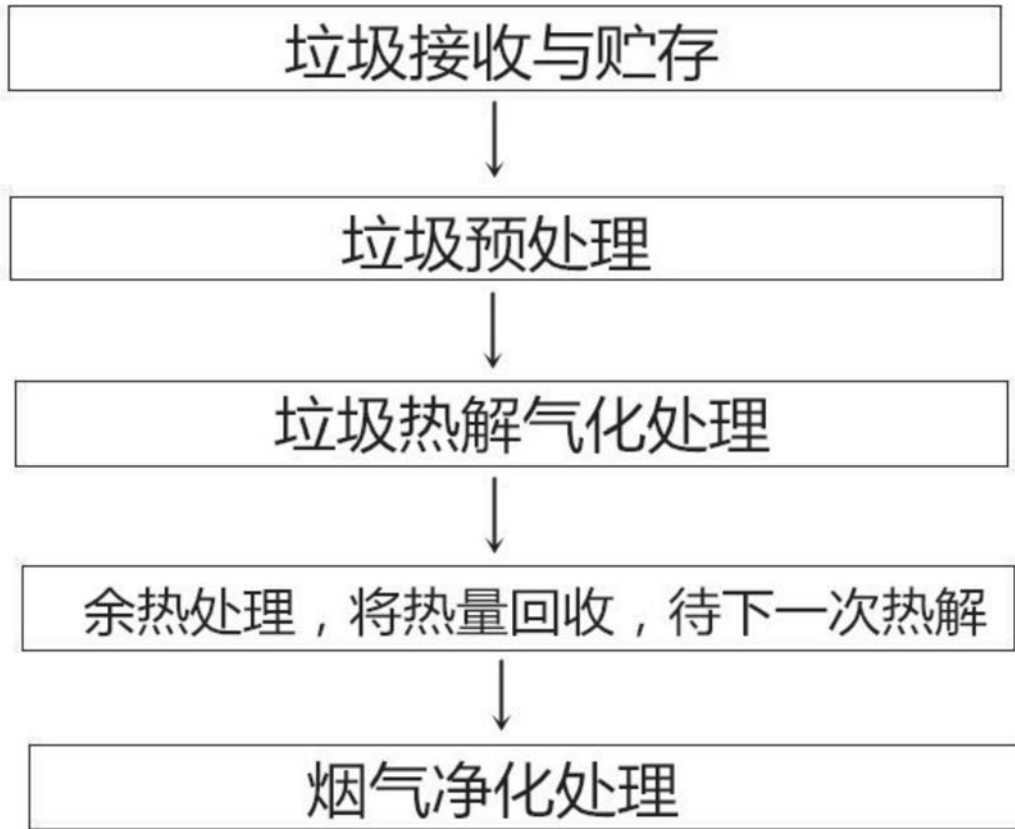 垃圾接收与贮存
垃圾预处理
垃圾热解气化处理
余热处理，将热量回收，待下一次热解
烟气净化处理